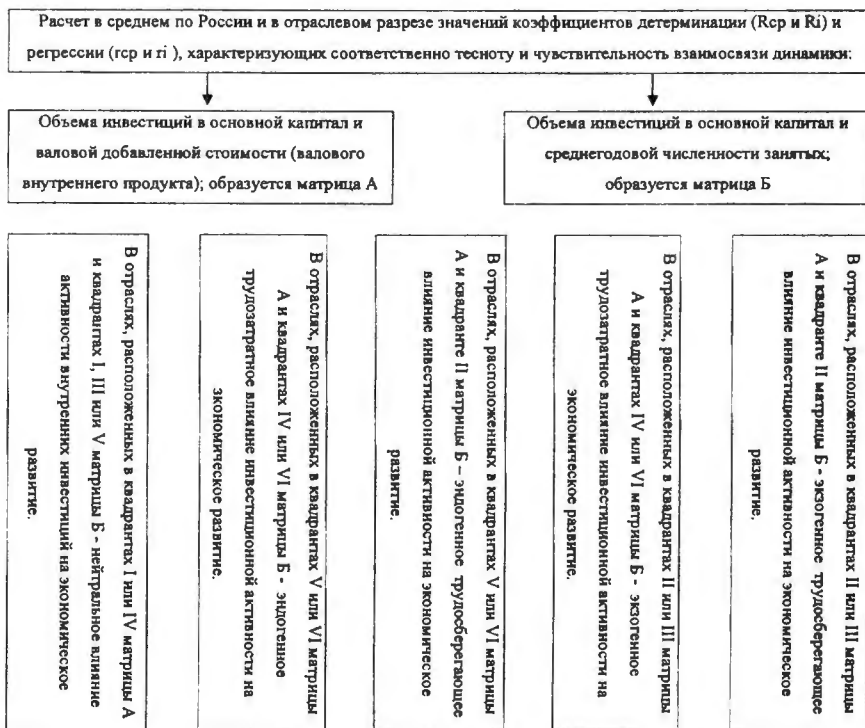 Расчет в среднем по России и в отраслевом разрезе значений коэффициентов детерминации (Rср и Ri) и
регрессии (rср и ri ), характеризующих соответственно тесноту и чувствительность взаимосвязи динамики:
Объема инвестиций в основной капитал и
валовой добавленной стоимости (валового
внутреннего продукта); образуется матрица А
Объема инвестиций в основной капитал и
среднегодовой численности занятых;
образуется матрица Б
В отраслях, расположенных в квадрантах I или IV матрицы А
и квадрантах I, III или V матрицы Б - нейтральное влияние
активности внутренних инвестиций на экономическое
развитие.
В отраслях, расположенных в квадрантах V или VI матрицы
А и квадрантах IV или VI матрицы Б - эндогенное
трудозатратное влияние инвестиционной активности на
экономическое развитие.
В отраслях, расположенных в квадрантах V или VI матрицы
А и квадранте II матрицы Б – эндогенное трудосберегающее
влияние инвестиционной активности на экономическое
развитие.
В отраслях, расположенных в квадрантах II или III матрицы
А и квадрантах IV или VI матрицы Б - экзогенное
трудозатратное влияние инвестиционной активности на
экономическое развитие.
В отраслях, расположенных в квадрантах II или III матрицы
А и квадранте II матрицы Б - экзогенное трудосберегающее
влияние инвестиционной активности на экономическое
развитие.